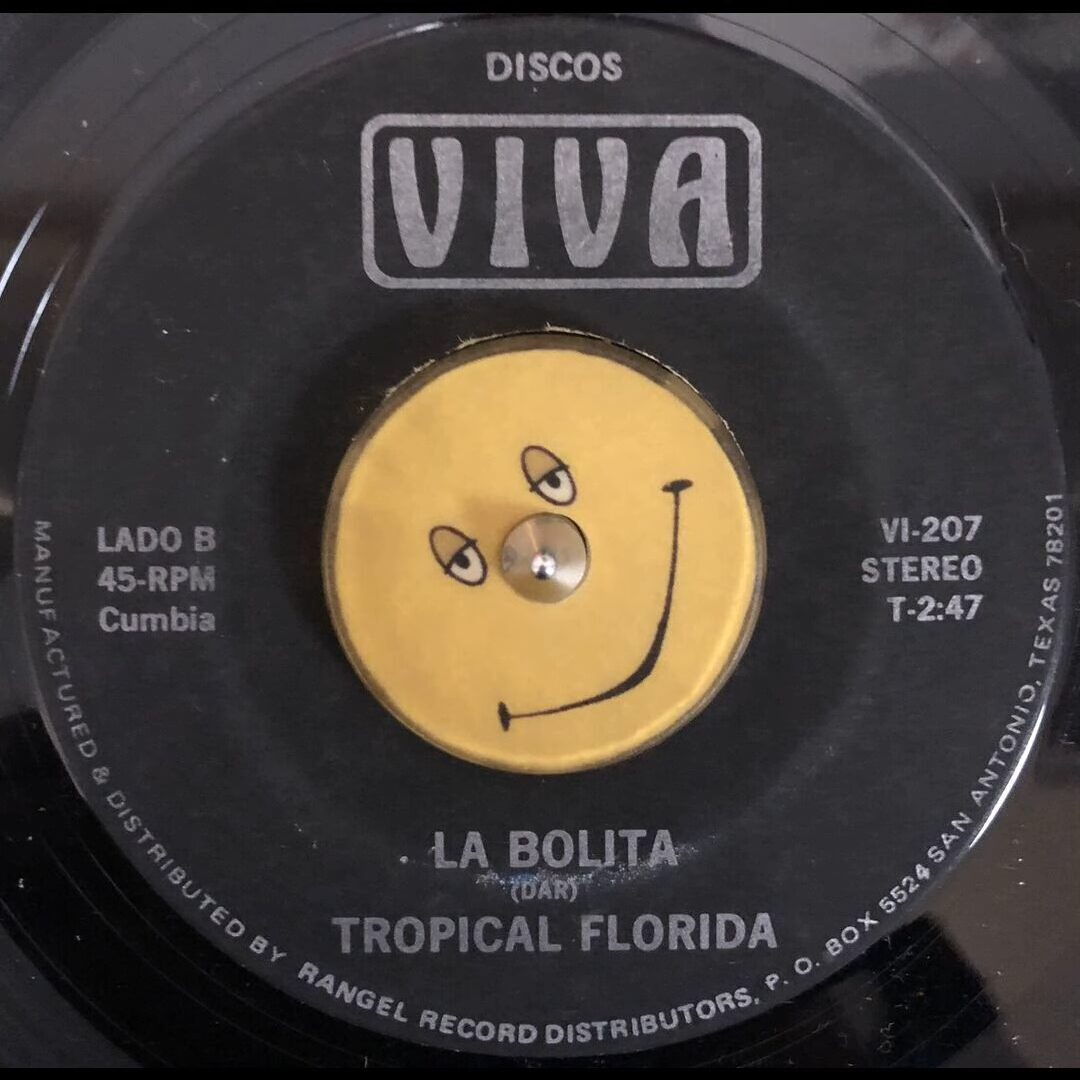 DISCOS
VIVA
LADO B
45-RPM
Cumbia
VI-207
STEREO
T-2:47
LA BOLITA
(DAR)
TROPICAL FLORIDA
MANUFACTURED & DISTRIBUTED BY RANGEL RECORD DISTRIBUTORS, P. O. BOX 5524 SAN ANTONIO, TEXAS 78201